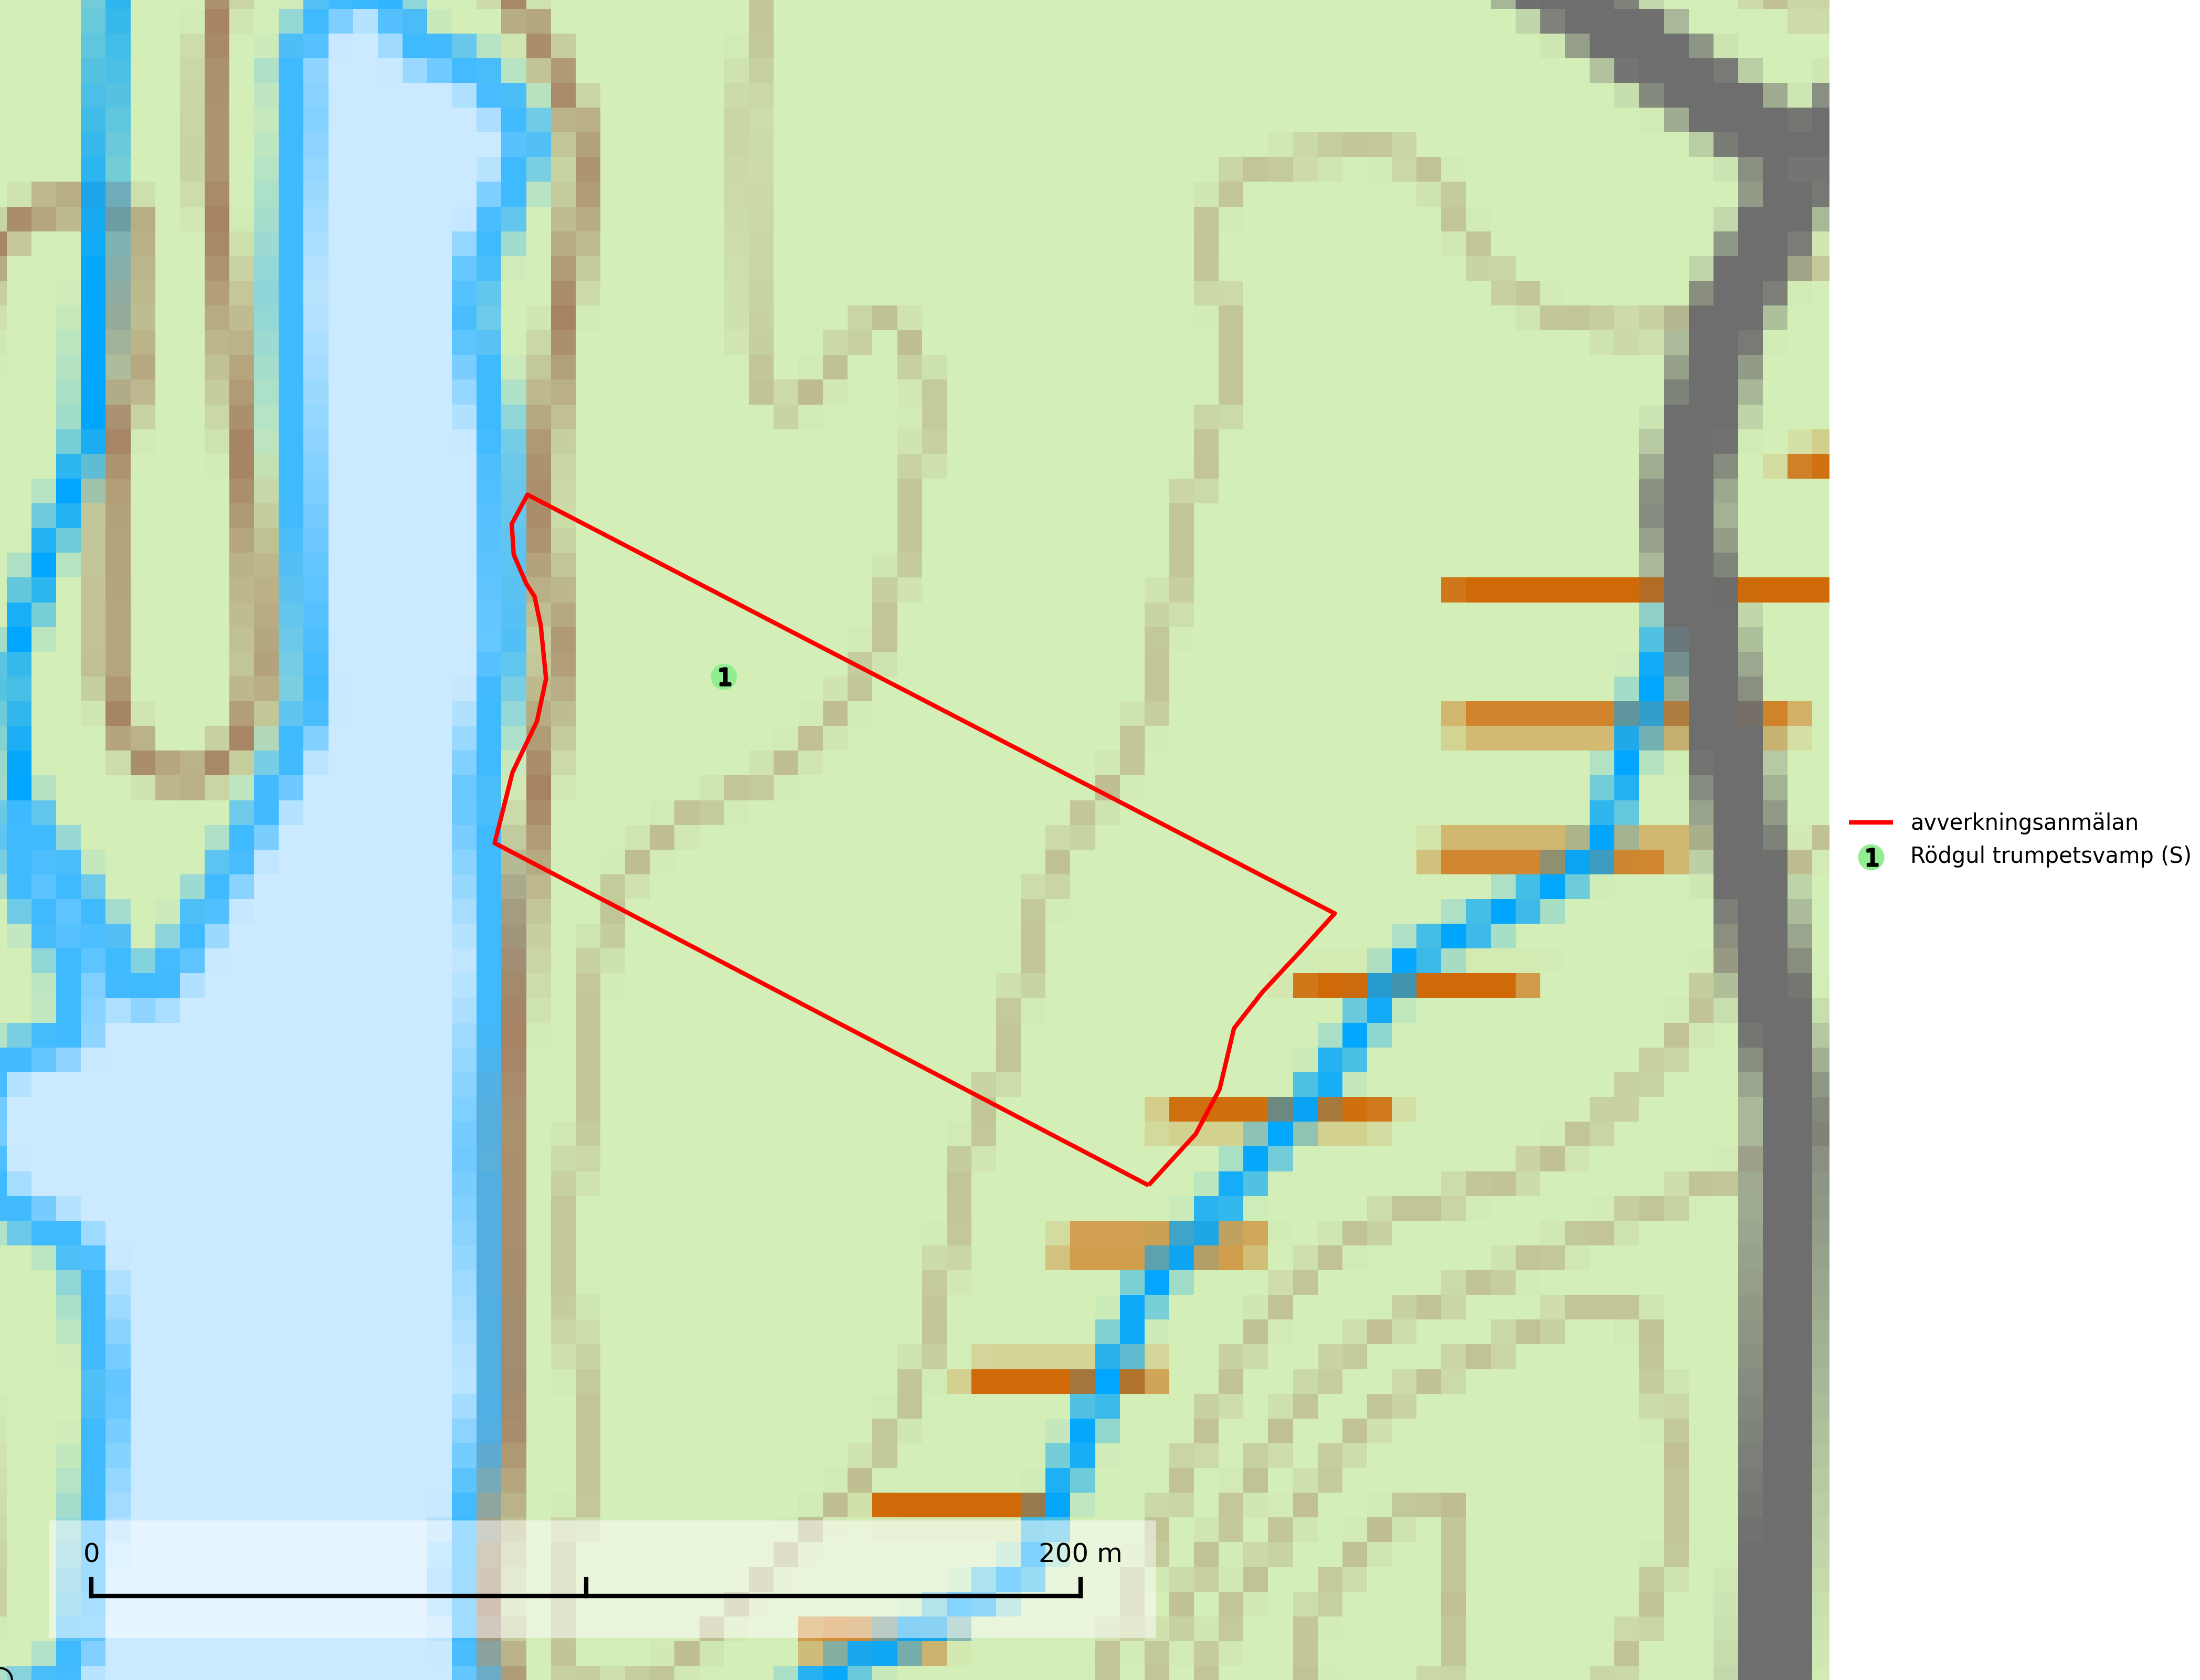 1
0
200 m
avverkningsanmälan
1 Rödgul trumpetsvamp (S)